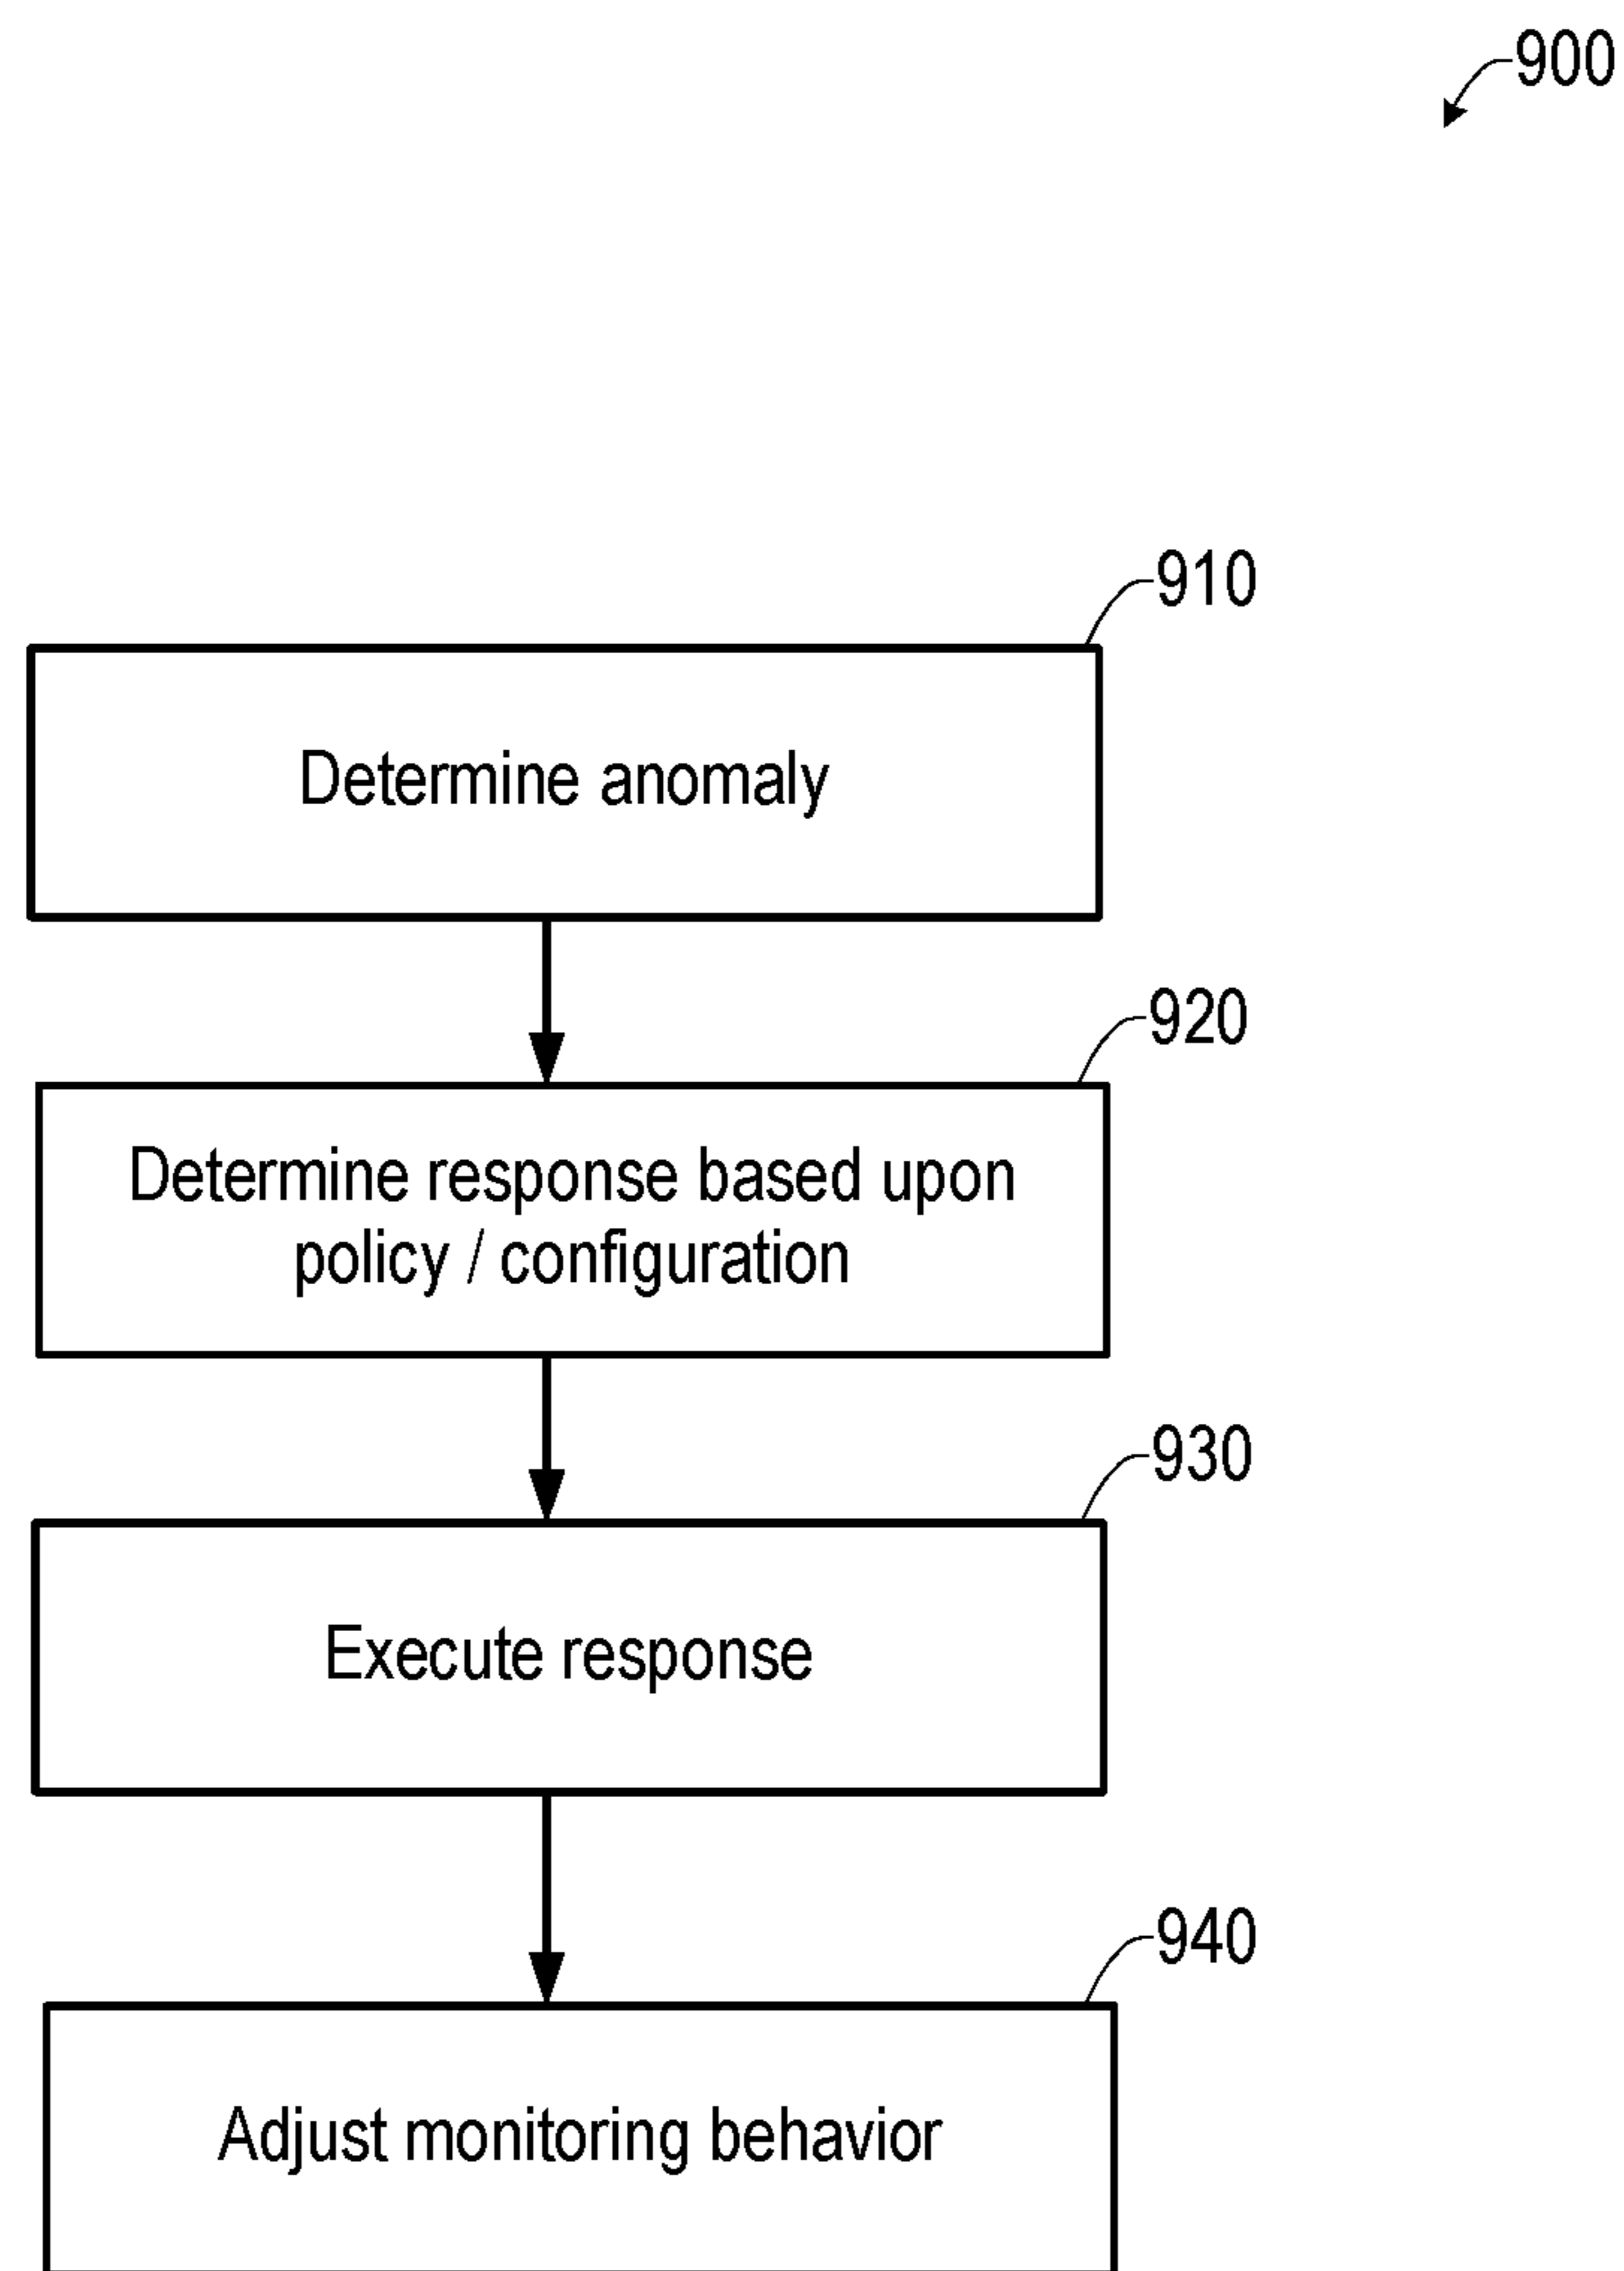 900
910
Determine anomaly
920
Determine response based upon
policy / configuration
930
Execute response
940
Adjust monitoring behavior